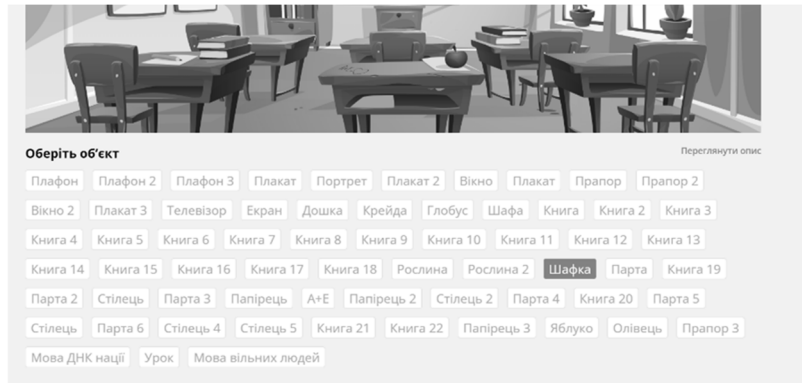 Оберіть об'єкт
Переглянути опис
Плафон Плафон 2 Плафон 3 Плакат Портрет Плакат 2 Вікно Плакат Прапор Прапор 2
Вікно 2 Плакат 3 Телевізор Екран Дошка Крейда Глобус Шафа Книга Книга 2 Книга 3
Книга 4 Книга 5 Книга 6 Книга 7 Книга 8 Книга 9 Книга 10 Книга 11 Книга 12 Книга 13
Книга 14 Книга 15 Книга 16 Книга 17 Книга 18 Рослина Рослина 2 Шафка Парта Книга 19
Парта 2 Стілець Парта 3 Папірець А+Е Папірець 2 Стілець 2 Парта 4 Книга 20 Парта 5
Стілець Парта 6 Стілець 4 Стілець 5 Книга 21 Книга 22 Папірець 3 Яблуко Олівець Прапор 3
Мова ДНК нації Урок Мова вільних людей